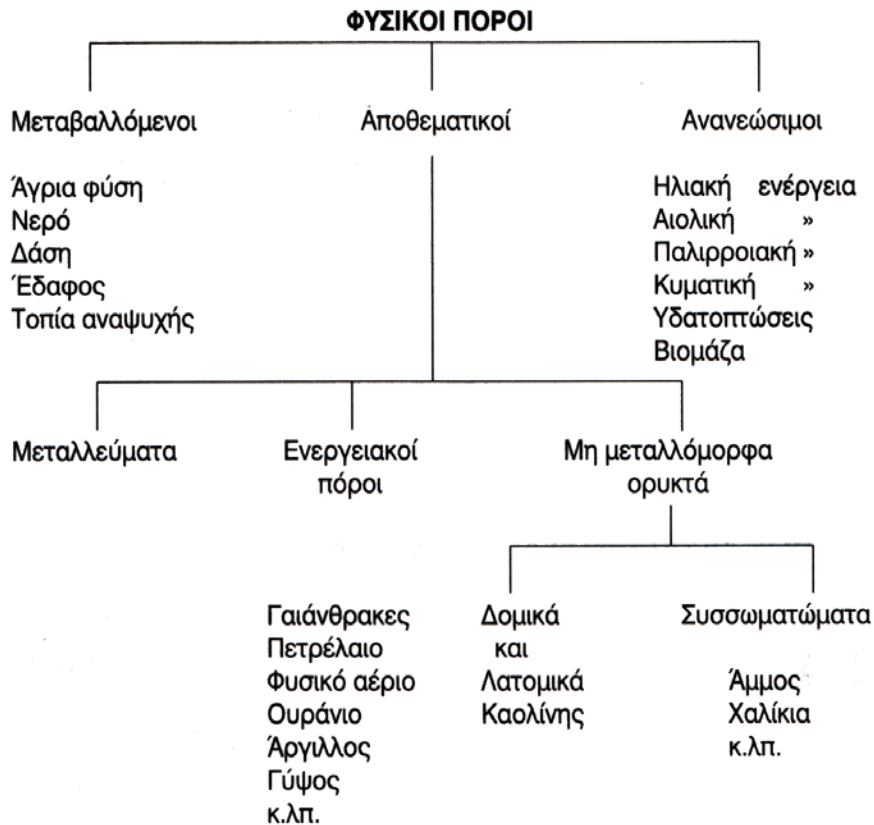 ΦΥΣΙΚΟΙ ΠΟΡΟΙ
Μεταβαλλόμενοι
Άγρια φύση
Νερό
Δάση
Έδαφος
Τοπία αναψυχής
Αποθεματικοί
Ανανεώσιμοι
Ηλιακή ενέργεια
Αιολική »
Παλιρροιακή »
Κυματική »
Υδατοπτώσεις
Βιομάζα
Μεταλλεύματα
Ενεργειακοί
πόροι
Γαιάνθρακες
Πετρέλαιο
Φυσικό αέριο
Ουράνιο
Άργιλλος
Γύψος
κ.λπ.
Μη μεταλλόμορφα
ορυκτά
Δομικά
και
Λατομικά
Καολίνης
Συσσωματώματα
Άμμος
Χαλίκια
κ.λπ.